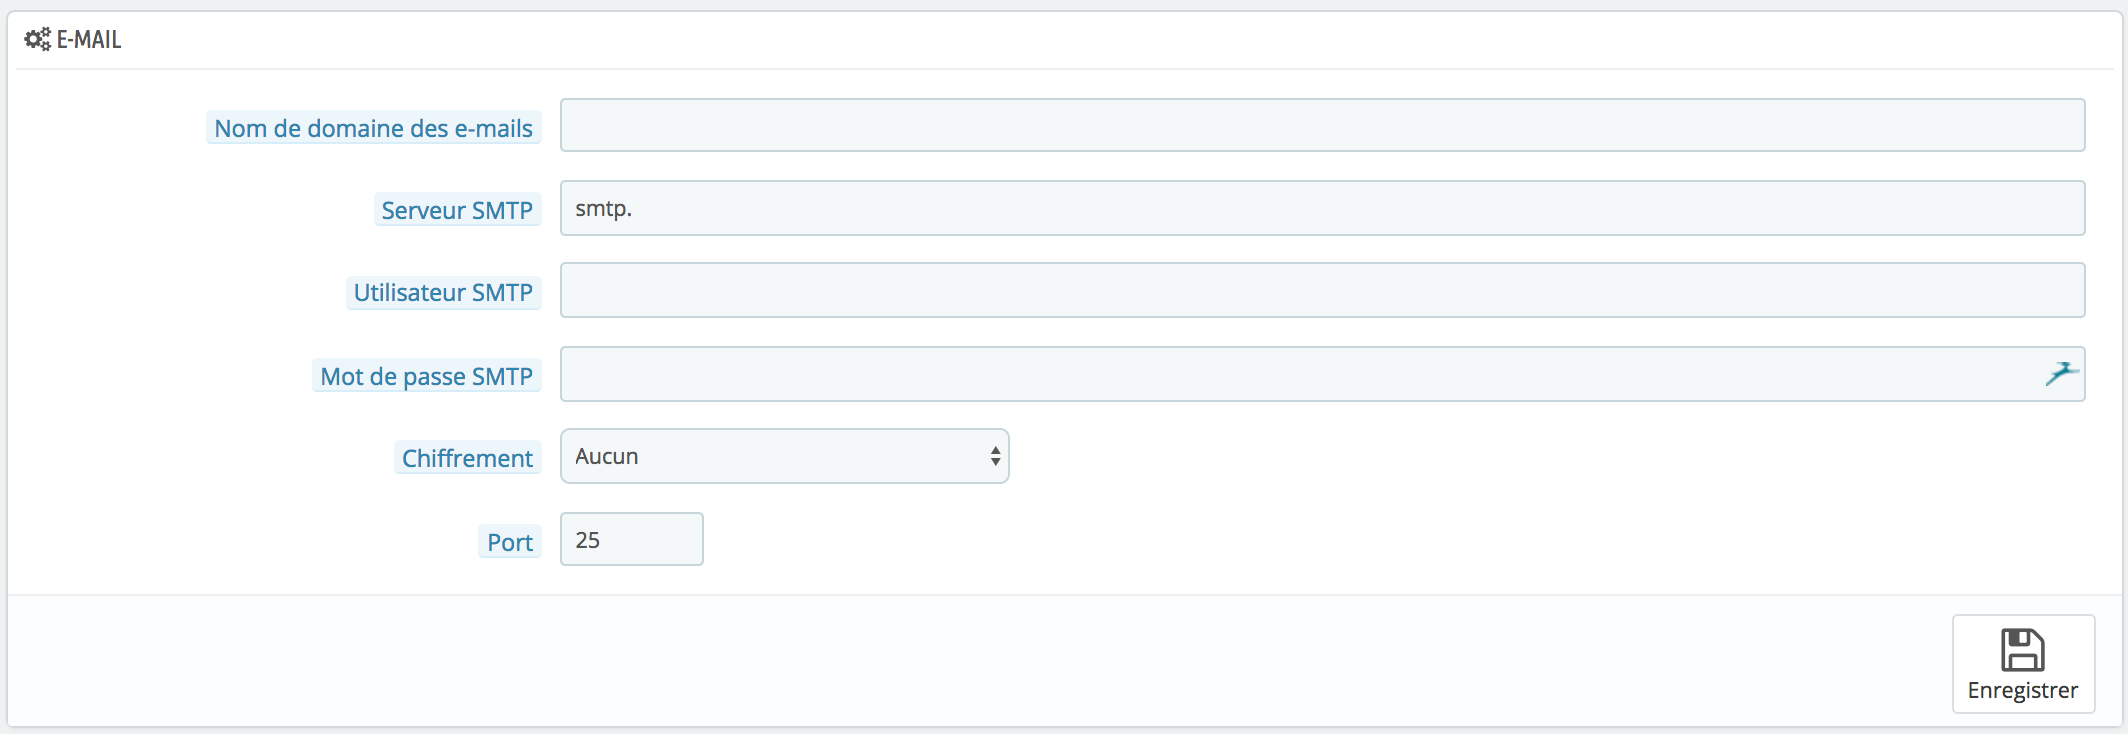 E-MAIL
Nom de domaine des e-mails
Serveur SMTP smtp.
Utilisateur SMTP
Mot de passe SMTP
Chiffrement Aucun
Port 25
Enregistrer